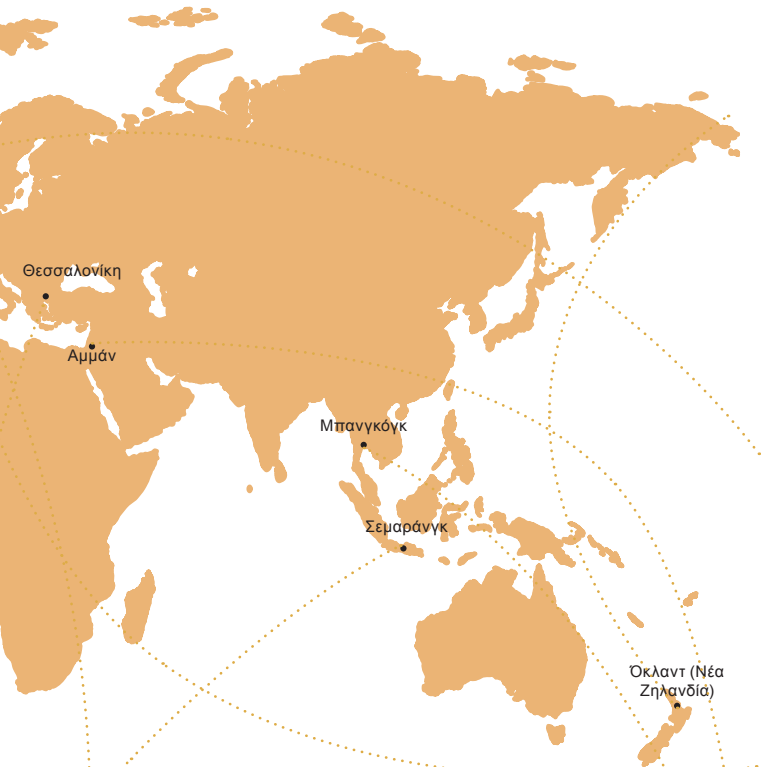 Θεσσαλονίκη
Αμμάν
Μπανγκόγκ
Σεμαράνγκ
Όκλαντ (Νέα
Ζηλανδία)